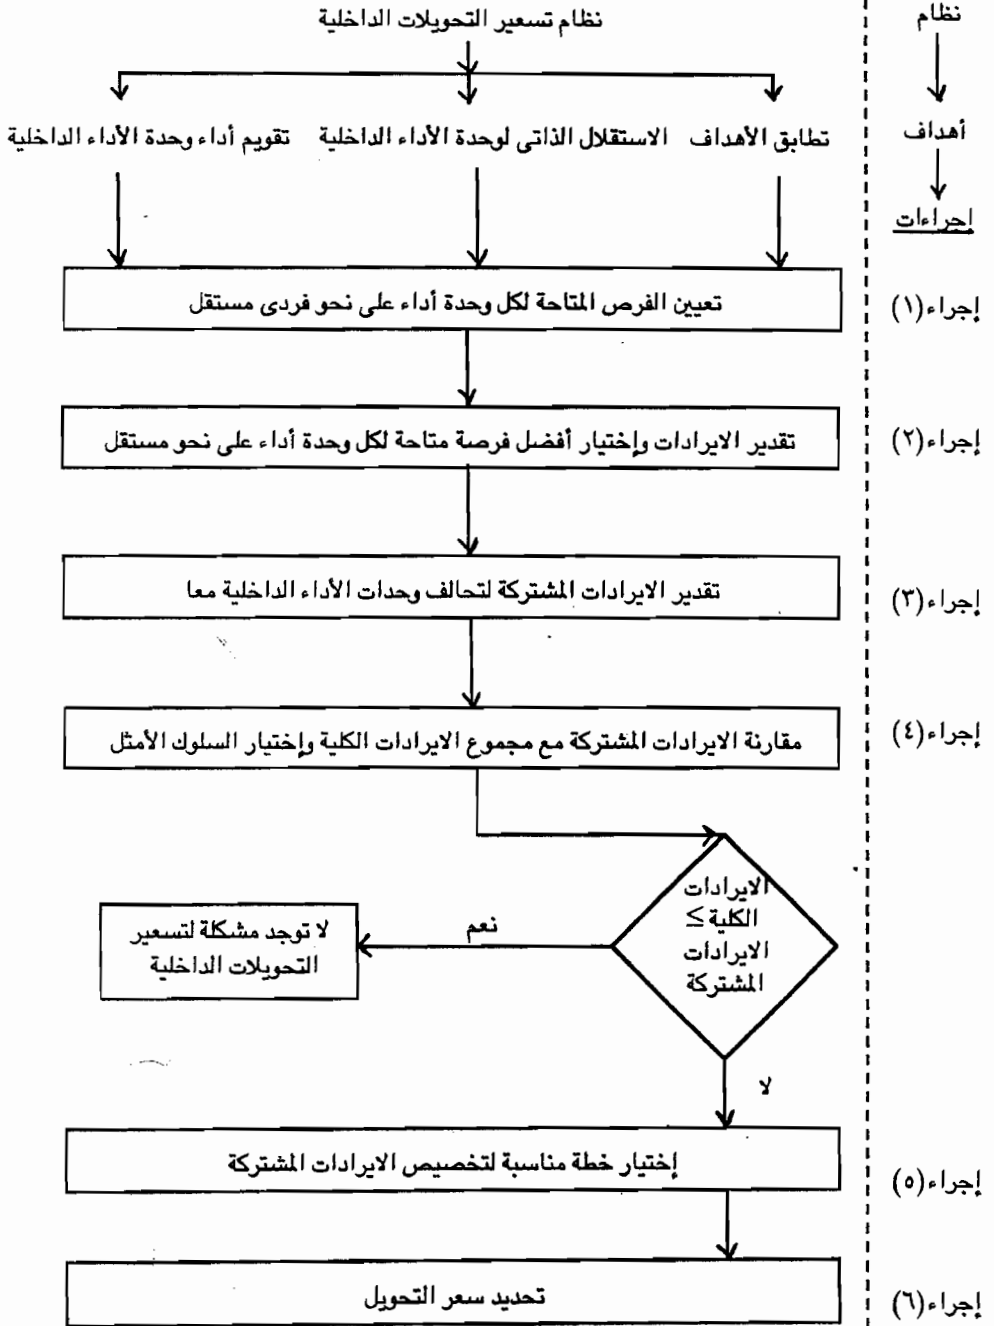 نظام
نظام تسعير التحويلات الداخلية
أهداف
تطابق الأهداف
الاستقلال الذاتى لوحدة الأداء الداخلية
تقويم أداء وحدة الأداء الداخلية
إجراءات
إجراء (١)
تعيين الفرص المتاحة لكل وحدة أداء على نحو فردى مستقل
إجراء (٢)
تقدير الايرادات وإختيار أفضل فرصة متاحة لكل وحدة أداء على نحو مستقل
إجراء (٣)
تقدير الايرادات المشتركة لتحالف وحدات الأداء الداخلية معا
إجراء (٤)
مقارنة الايرادات المشتركة مع مجموع الايرادات الكلية وإختيار السلوك الأمثل
الايرادات
الكلية ≥
الايرادات
المشتركة
نعم
لا توجد مشكلة لتسعير
التحويلات الداخلية
لا
إجراء (٥)
إختيار خطة مناسبة لتخصيص الايرادات المشتركة
إجراء (٦)
تحديد سعر التحويل